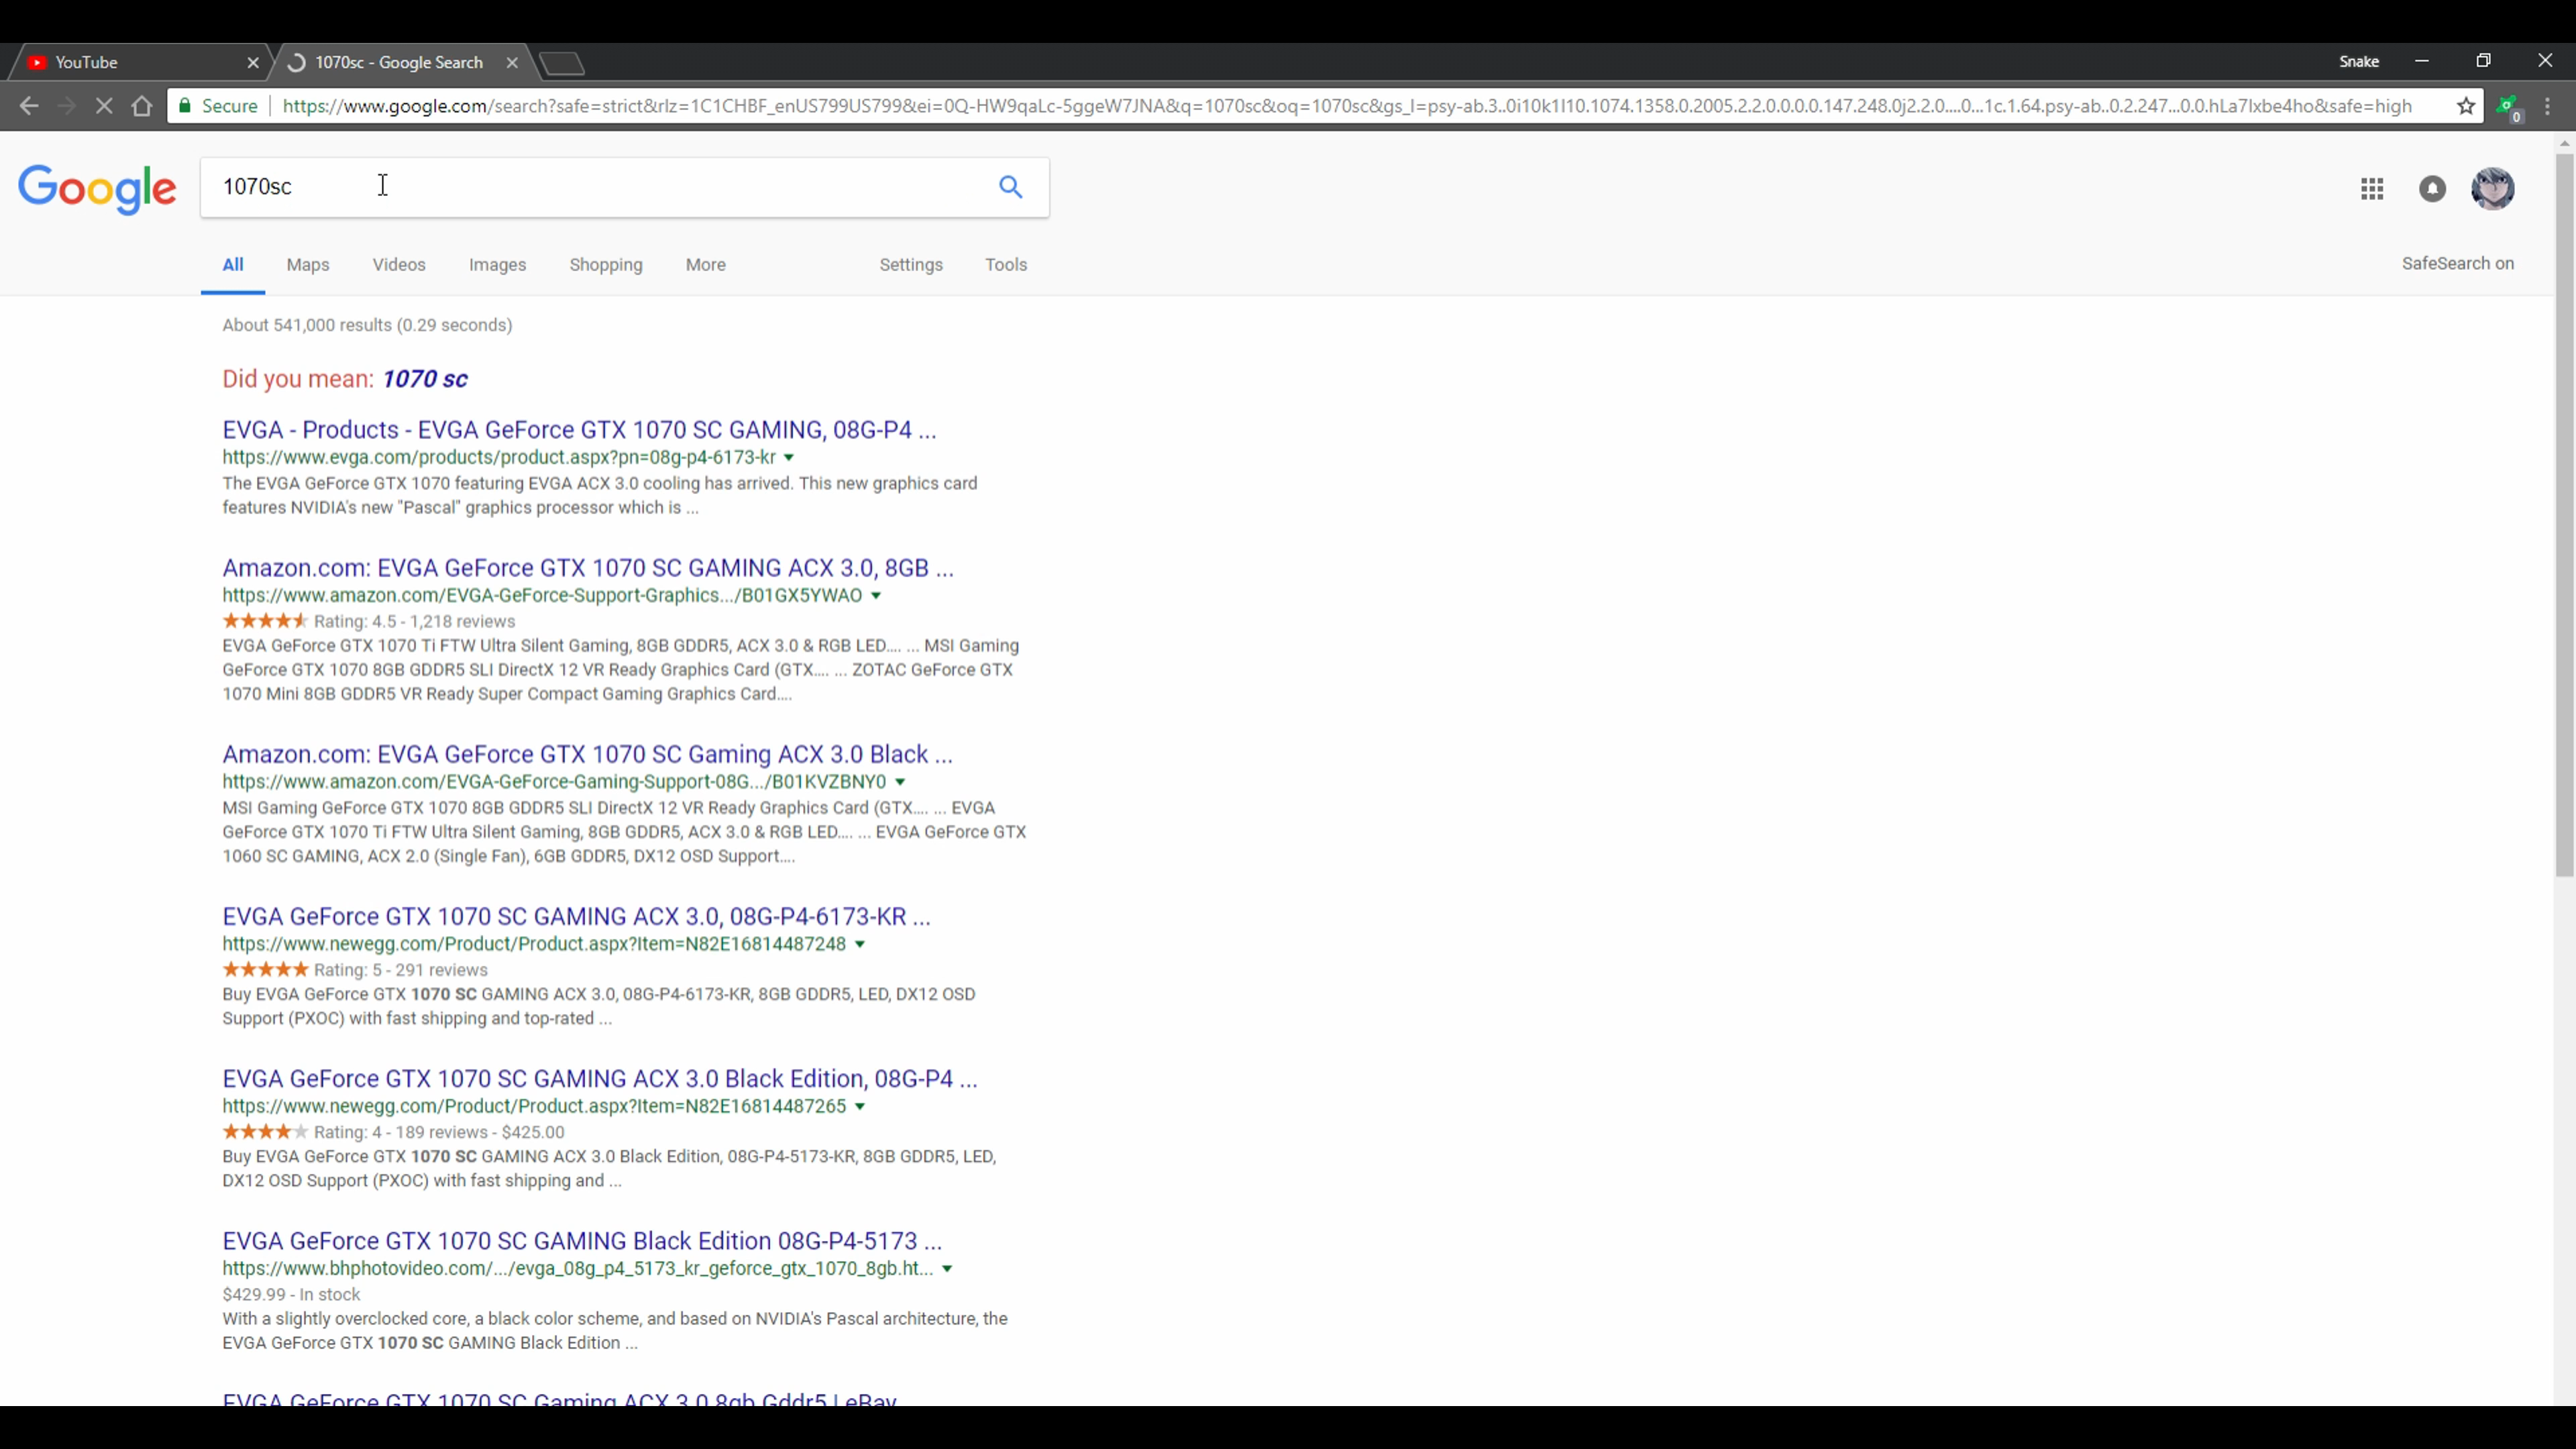 YouTube
1070sc - Google Search
Snake
Secure
https://www.google.com/search?safe=strict&rlz=1C1CHBF_enUS799US799&ei=0Q-HW9qaLc-5ggeW7JNA&q=1070sc&oq=1070sc&gs_l=psy-ab.3..0i10k1l10.1074.1358.0.2005.2.2.0.0.0.0.147.248.0j2.2.0....0...1c.1.64.psy-ab..0.2.247...0.0.hLa7lxbe4ho&safe=high
0
Google
1070sc
All Maps Videos Images Shopping More Settings Tools
SafeSearch on
About 541,000 results (0.29 seconds)
Did you mean: 1070 sc
EVGA - Products - EVGA GeForce GTX 1070 SC GAMING, 08G-P4 ...
https://www.evga.com/products/product.aspx?pn=08g-p4-6173-kr
The EVGA GeForce GTX 1070 featuring EVGA ACX 3.0 cooling has arrived. This new graphics card
features NVIDIA's new "Pascal" graphics processor which is ...
Amazon.com: EVGA GeForce GTX 1070 SC GAMING ACX 3.0, 8GB ...
https://www.amazon.com/EVGA-GeForce-Support-Graphics.../B01GX5YWAO
Rating: 4.5 - 1,218 reviews
EVGA GeForce GTX 1070 Ti FTW Ultra Silent Gaming, 8GB GDDR5, ACX 3.0 & RGB LED.... ... MSI Gaming
GeForce GTX 1070 8GB GDDR5 SLI DirectX 12 VR Ready Graphics Card (GTX.... ... ZOTAC GeForce GTX
1070 Mini 8GB GDDR5 VR Ready Super Compact Gaming Graphics Card....
Amazon.com: EVGA GeForce GTX 1070 SC Gaming ACX 3.0 Black ...
https://www.amazon.com/EVGA-GeForce-Gaming-Support-08G.../B01KVZBNY0
MSI Gaming GeForce GTX 1070 8GB GDDR5 SLI DirectX 12 VR Ready Graphics Card (GTX.... ... EVGA
GeForce GTX 1070 Ti FTW Ultra Silent Gaming, 8GB GDDR5, ACX 3.0 & RGB LED.... ... EVGA GeForce GTX
1060 SC GAMING, ACX 2.0 (Single Fan), 6GB GDDR5, DX12 OSD Support....
EVGA GeForce GTX 1070 SC GAMING ACX 3.0, 08G-P4-6173-KR ...
https://www.newegg.com/Product/Product.aspx?Item=N82E16814487248
Rating: 5 - 291 reviews
Buy EVGA GeForce GTX 1070 SC GAMING ACX 3.0, 08G-P4-6173-KR, 8GB GDDR5, LED, DX12 OSD
Support (PXOC) with fast shipping and top-rated ...
EVGA GeForce GTX 1070 SC GAMING ACX 3.0 Black Edition, 08G-P4 ...
https://www.newegg.com/Product/Product.aspx?Item=N82E16814487265
Rating: 4 - 189 reviews - $425.00
Buy EVGA GeForce GTX 1070 SC GAMING ACX 3.0 Black Edition, 08G-P4-5173-KR, 8GB GDDR5, LED,
DX12 OSD Support (PXOC) with fast shipping and ...
EVGA GeForce GTX 1070 SC GAMING Black Edition 08G-P4-5173 ...
https://www.bhphotovideo.com/.../evga_08g_p4_5173_kr_geforce_gtx_1070_8gb.ht...
$429.99 - In stock
With a slightly overclocked core, a black color scheme, and based on NVIDIA's Pascal architecture, the
EVGA GeForce GTX 1070 SC GAMING Black Edition ...
EVGA GeForce GTX 1070 SC Gaming ACX 3.0 8gb Gddr5 | eBay